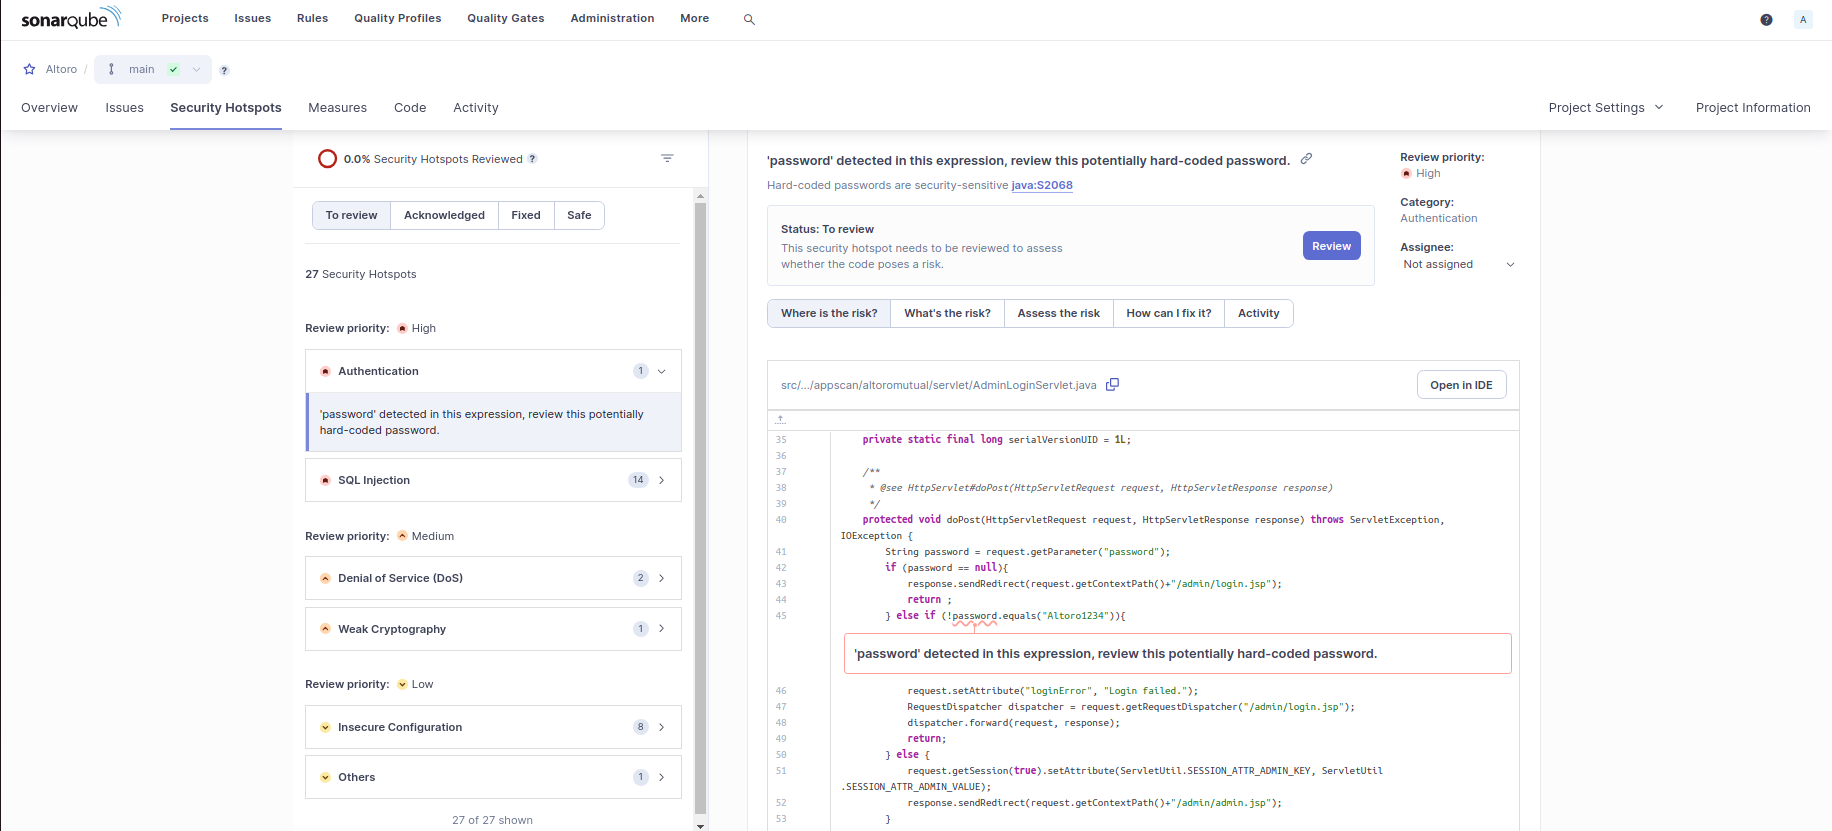 sonarqube
Projects Issues Rules Quality Profiles Quality Gates Administration More
? A
Altoro / main ?
Overview Issues Security Hotspots Measures Code Activity Project Settings Project Information
0.0% Security Hotspots Reviewed ?
To review Acknowledged Fixed Safe
27 Security Hotspots
Review priority: High
Authentication 1
'password' detected in this expression, review this potentially
hard-coded password.
SQL Injection 14
Review priority: Medium
Denial of Service (DoS) 2
Weak Cryptography 1
Review priority: Low
Insecure Configuration 8
Others 1
27 of 27 shown
'password' detected in this expression, review this potentially hard-coded password.
Hard-coded passwords are security-sensitive java:S2068
Status: To review
This security hotspot needs to be reviewed to assess
whether the code poses a risk.
Review
Review priority:
High
Category:
Authentication
Assignee:
Not assigned
Where is the risk? What's the risk? Assess the risk How can I fix it? Activity
src/.../appscan/altoromutual/servlet/AdminLoginServlet.java Open in IDE
35 private static final long serialVersionUID = 1L;
36
37 /**
38 * @see HttpServlet#doPost(HttpServletRequest request, HttpServletResponse response)
39 */
40 protected void doPost(HttpServletRequest request, HttpServletResponse response) throws ServletException,
IOException {
41 String password = request.getParameter("password");
42 if (password == null){
43 response.sendRedirect(request.getContextPath()+"/admin/login.jsp");
44 return ;
45 } else if (!password.equals("Altoro1234")){
'password' detected in this expression, review this potentially hard-coded password.
46 request.setAttribute("loginError", "Login failed.");
47 RequestDispatcher dispatcher = request.getRequestDispatcher("/admin/login.jsp");
48 dispatcher.forward(request, response);
49 return;
50 } else {
51 request.getSession(true).setAttribute(ServletUtil.SESSION_ATTR_ADMIN_KEY, ServletUtil
.SESSION_ATTR_ADMIN_VALUE);
52 response.sendRedirect(request.getContextPath()+"/admin/admin.jsp");
53 }